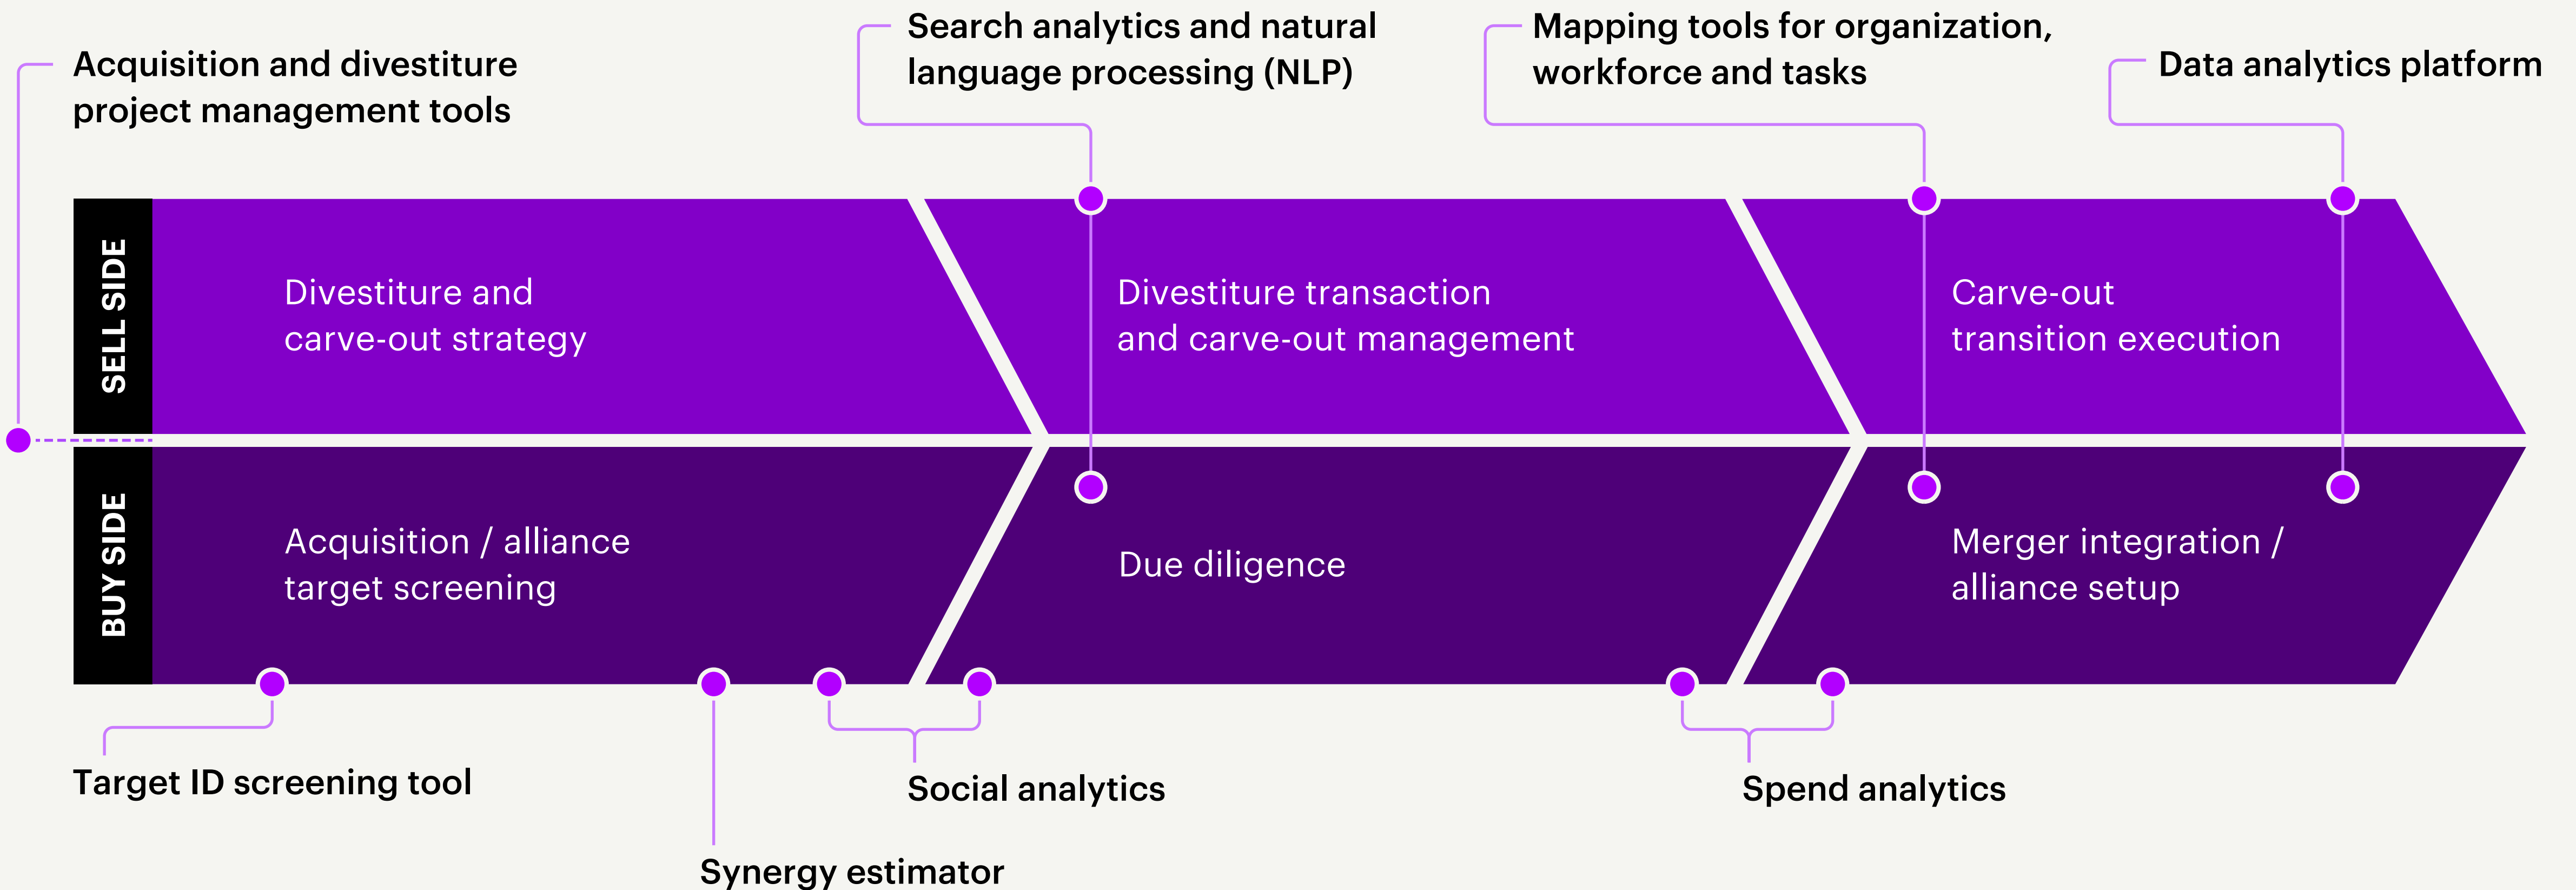 Acquisition and divestiture
project management tools
Search analytics and natural
language processing (NLP)
Mapping tools for organization,
workforce and tasks
Data analytics platform
SELL SIDE
Divestiture and
carve-out strategy
Divestiture transaction
and carve-out management
Carve-out
transition execution
BUY SIDE
Acquisition / alliance
target screening
Due diligence
Merger integration /
alliance setup
Target ID screening tool
Social analytics
Spend analytics
Synergy estimator